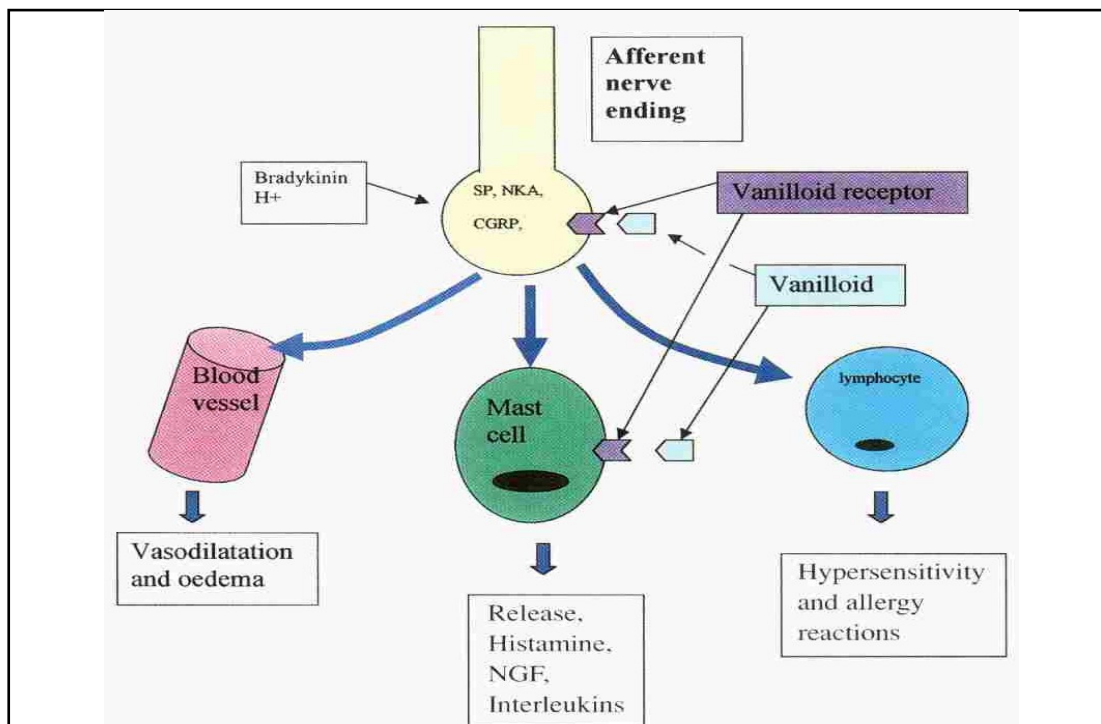 Afferent
nerve
ending
Bradykinin
H+
SP, NKA,
CGRP,
Vanilloid receptor
Vanilloid
Blood
vessel
Mast
cell
lymphocyte
Vasodilatation
and oedema
Release,
Histamine,
NGF,
Interleukins
Hypersensitivity
and allergy
reactions